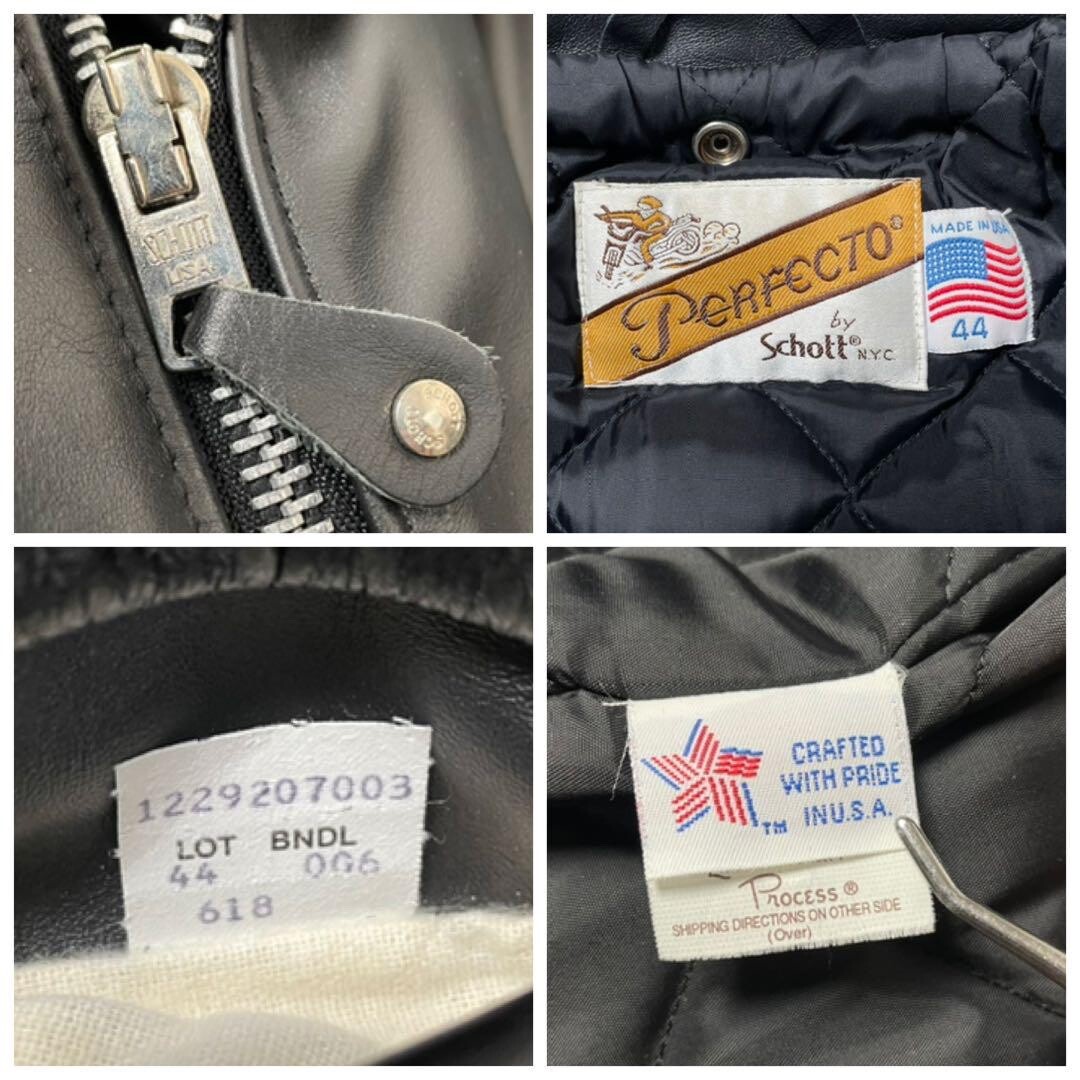 SCHOTT
U.S.A.
SCHOTT
MADE IN USA
44
PERFECTO®
by
Schott® N.Y.C.
1229207003
LOT BNDL
44 006
618
CRAFTED
WITH PRIDE
IN U.S.A.
TM
PROCESS®
SHIPPING DIRECTIONS ON OTHER SIDE
(Over)